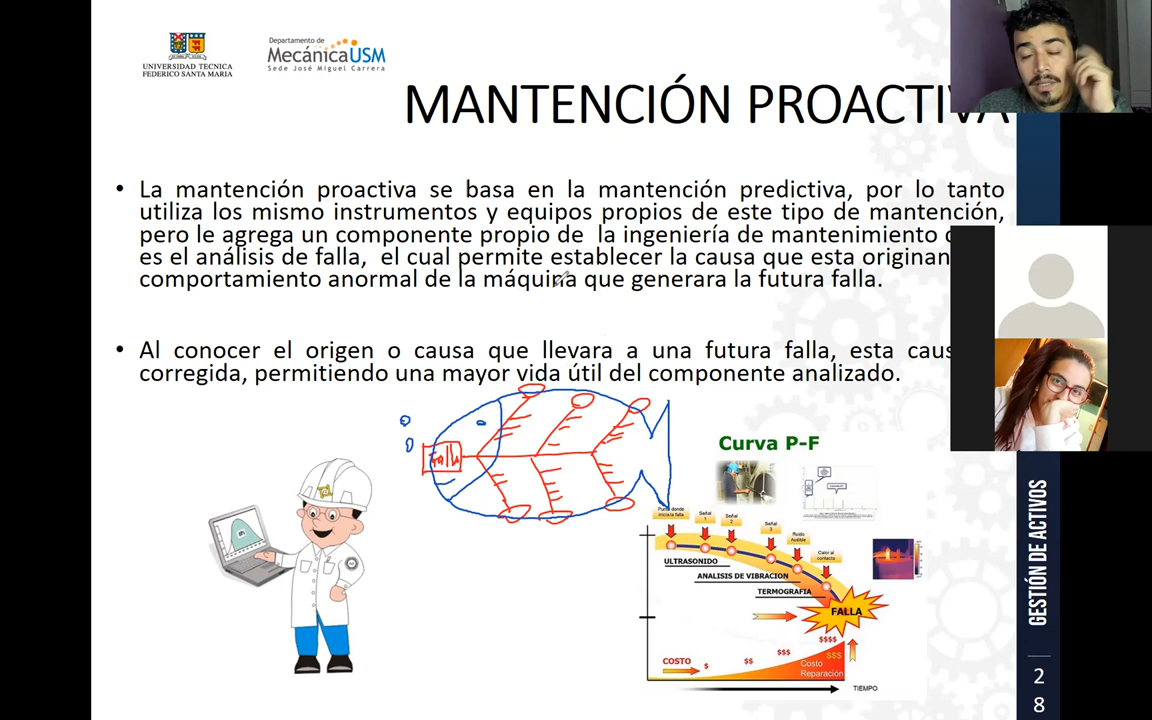 UNIVERSIDAD TECNICA
FEDERICO SANTA MARIA
Departamento de
MecánicaUSM
Sede José Miguel Carrera
MANTENCIÓN PROACTIVA
• La mantención proactiva se basa en la mantención predictiva, por lo tanto
utiliza los mismo instrumentos y equipos propios de este tipo de mantención,
pero le agrega un componente propio de la ingeniería de mantenimiento
es el análisis de falla, el cual permite establecer la causa que esta originan
comportamiento anormal de la máquina que generara la futura falla.
• Al conocer el origen o causa que llevara a una futura falla, esta caus
corregida, permitiendo una mayor vida útil del componente analizado.
Falla
Curva P-F
Punto donde
inicia la falla
Señal
1
Señal
2
Señal
3
Ruido
Audible
Calor al
contacto
ULTRASONIDO
ANALISIS DE VIBRACION
TERMOGRAFIA
FALLA
COSTO
$
$$
$$$
$$$$
$$$
Costo
Reparación
TIEMPO
GESTIÓN DE ACTIVOS
2
8